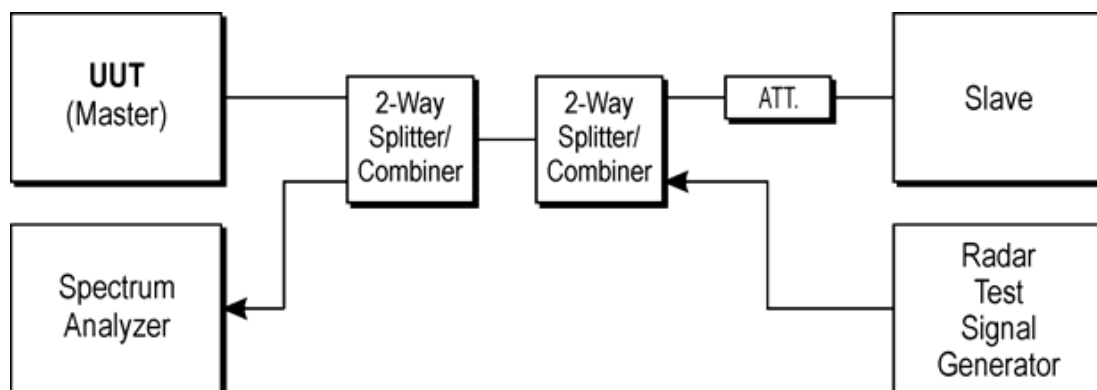 UUT
(Master)
2-Way
Splitter/
Combiner
2-Way
Splitter/
Combiner
ATT.
Slave
Spectrum
Analyzer
Radar
Test
Signal
Generator